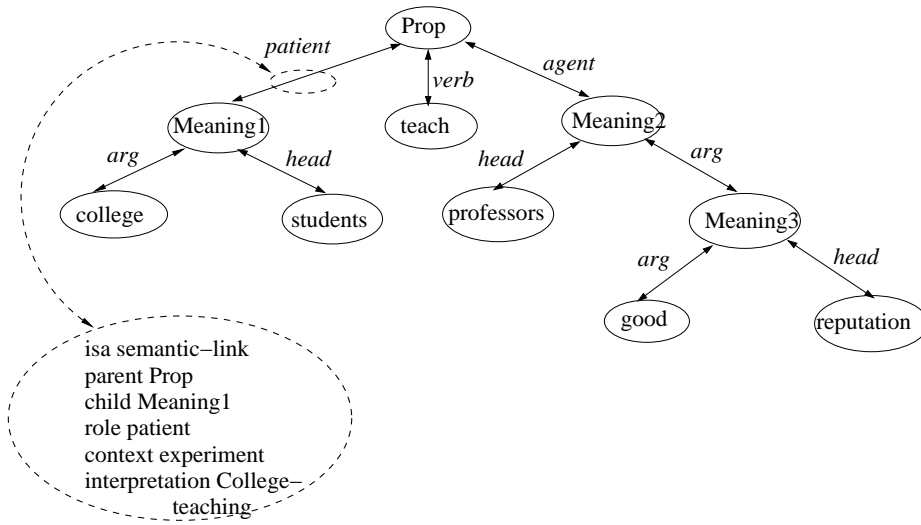 Prop
patient
agent
verb
Meaning1
teach
Meaning2
arg
head
head
arg
college
students
professors
Meaning3
arg
head
good
reputation
isa semantic−link
parent Prop
child Meaning1
role patient
context experiment
interpretation College−
teaching